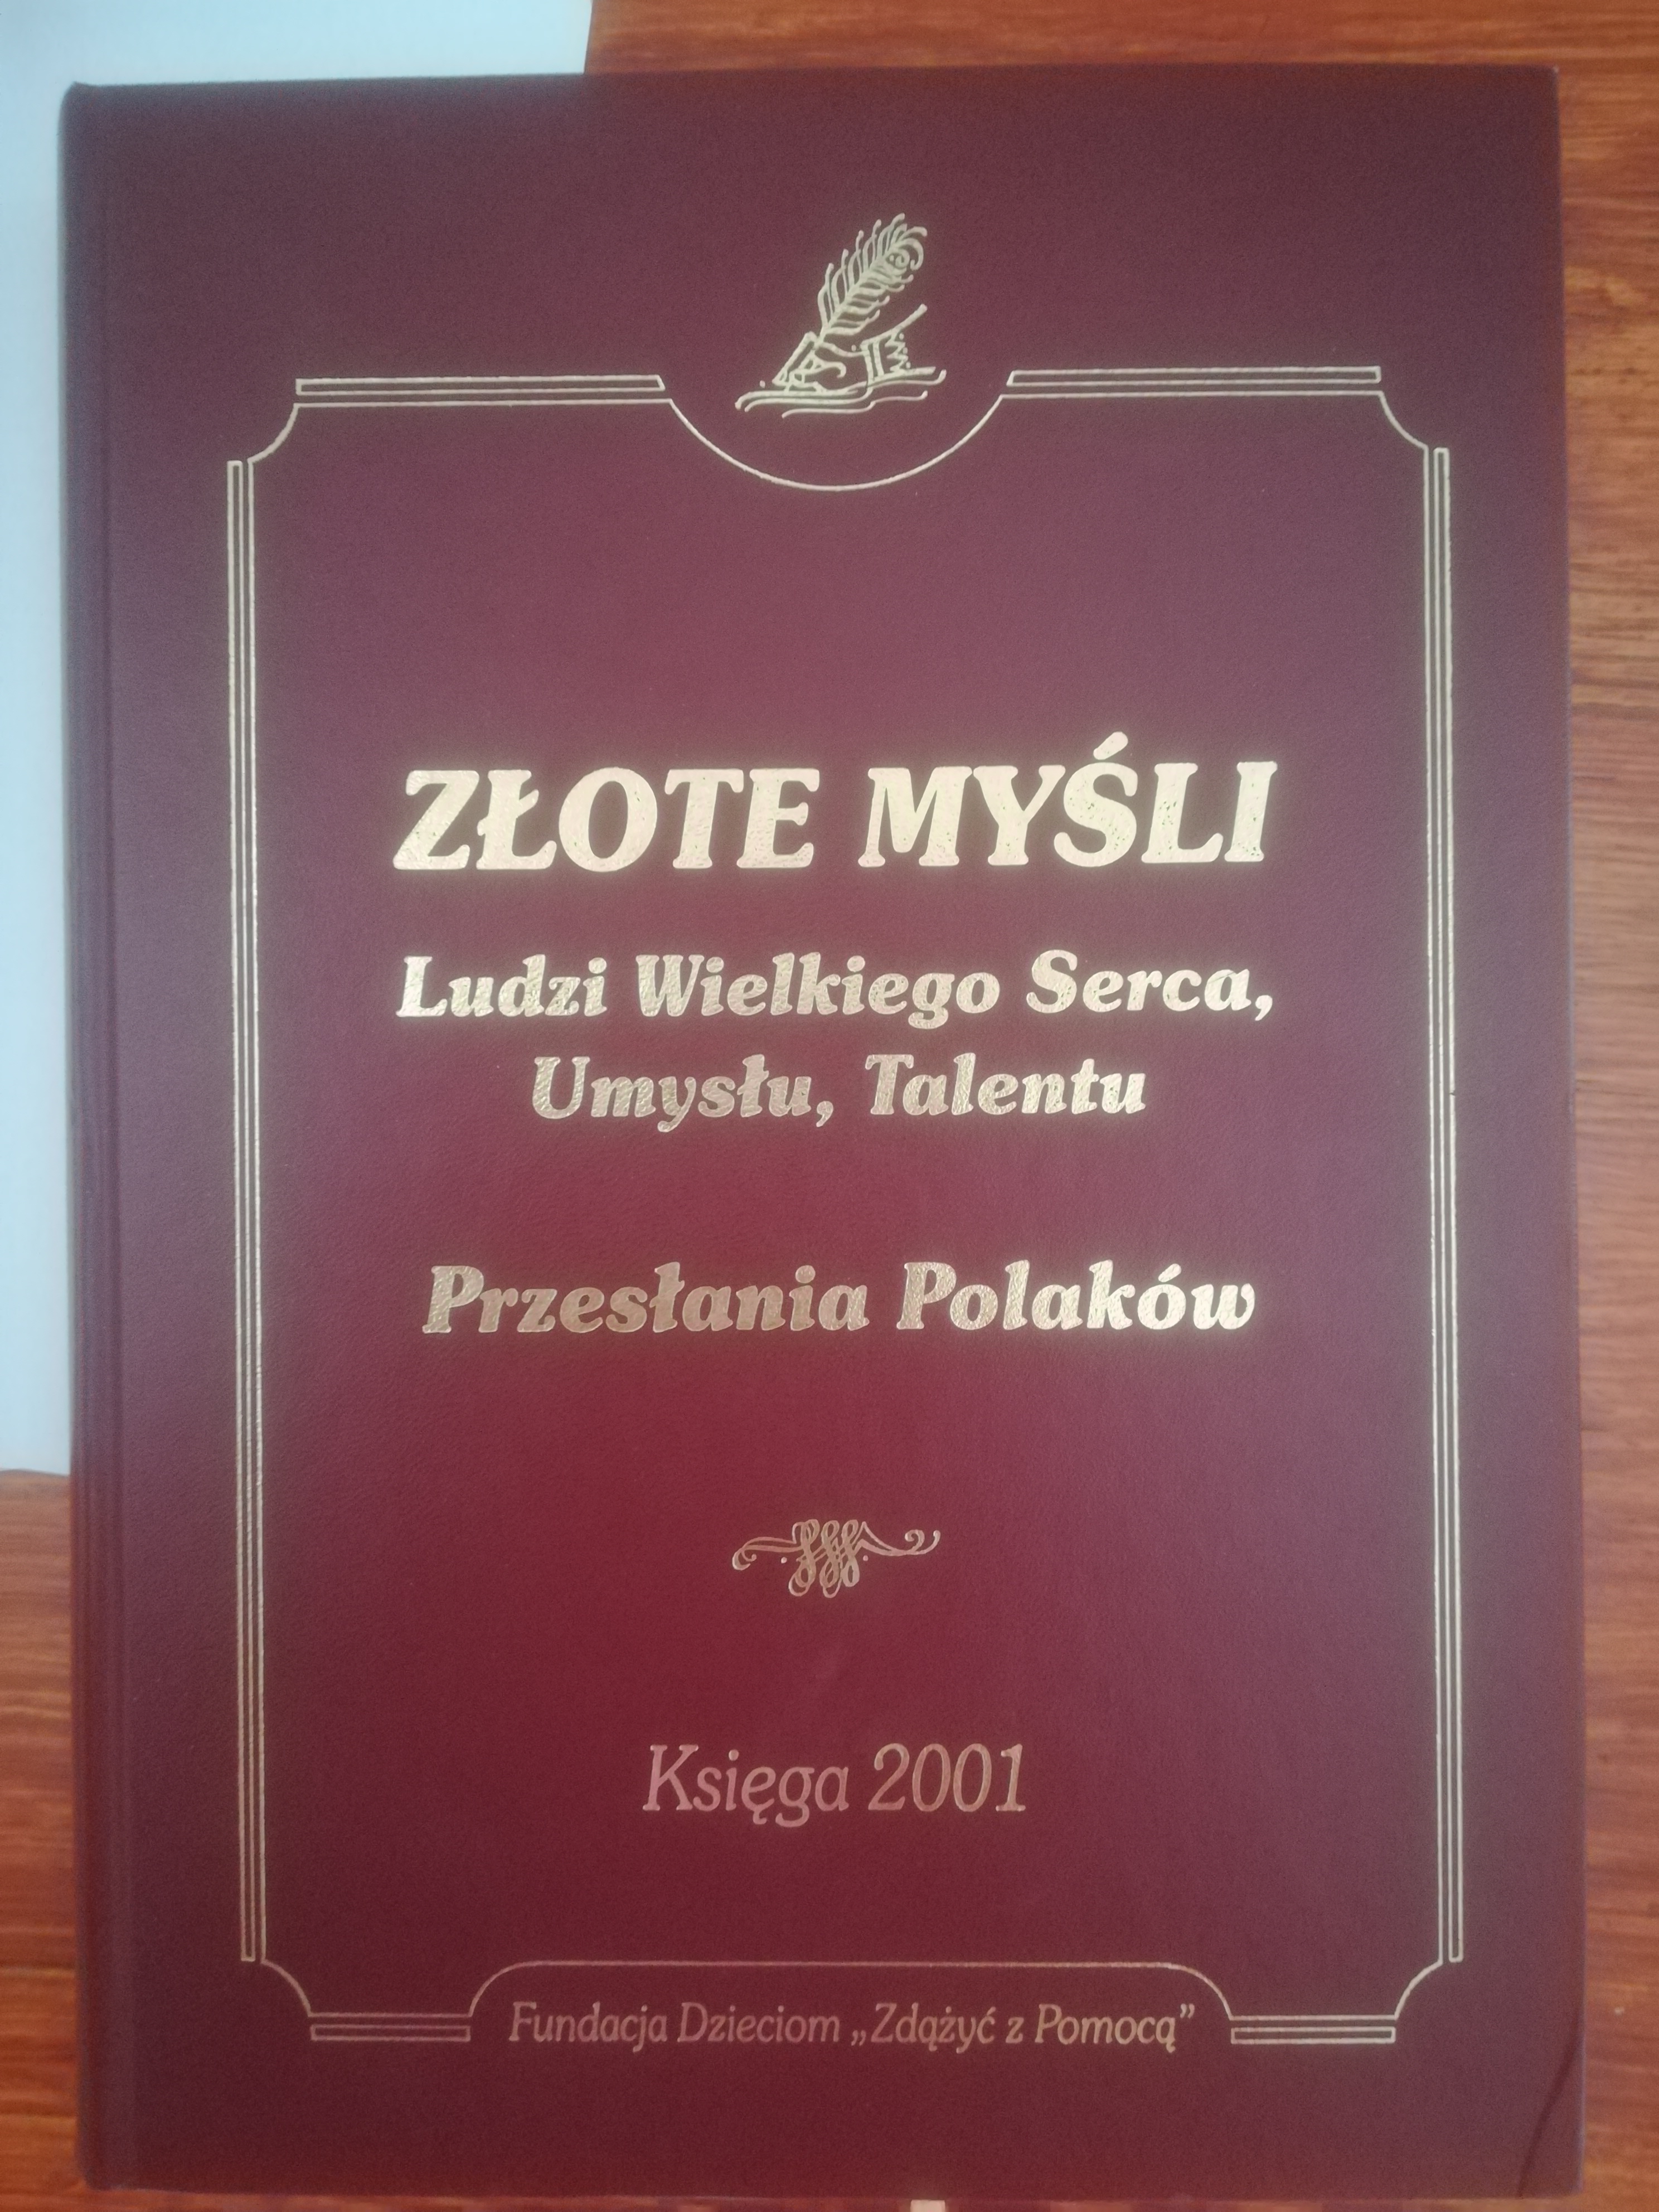 ZŁOTE MYŚLI
Ludzi Wielkiego Serca,
Umysłu, Talentu
Przesłania Polaków
Księga 2001
Fundacja Dzieciom „Zdążyć z Pomocą”